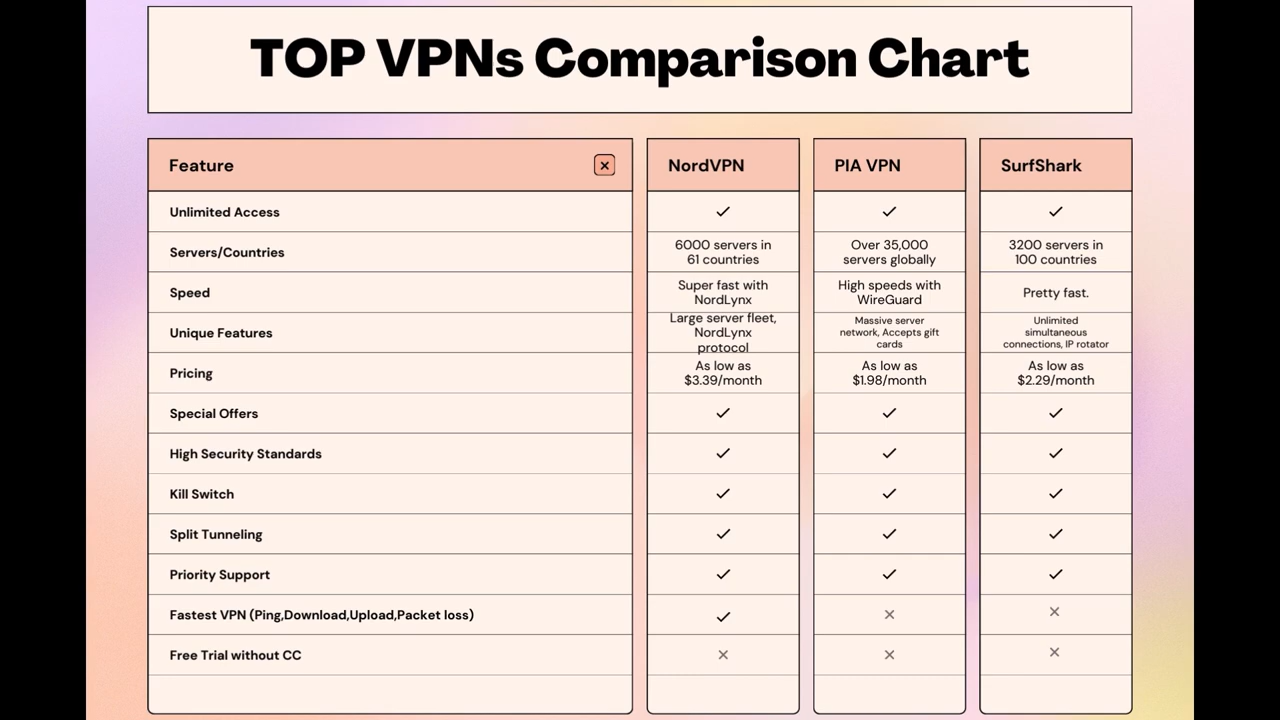 TOP VPNs Comparison Chart
Feature
NordVPN
PIA VPN
SurfShark
Unlimited Access
Servers/Countries
6000 servers in
61 countries
Over 35,000
servers globally
3200 servers in
100 countries
Speed
Super fast with
NordLynx
High speeds with
WireGuard
Pretty fast.
Unique Features
Large server fleet,
NordLynx
protocol
Massive server
network, Accepts gift
cards
Unlimited
simultaneous
connections, IP rotator
Pricing
As low as
$3.39/month
As low as
$1.98/month
As low as
$2.29/month
Special Offers
High Security Standards
Kill Switch
Split Tunneling
Priority Support
Fastest VPN (Ping,Download,Upload,Packet loss)
Free Trial without CC